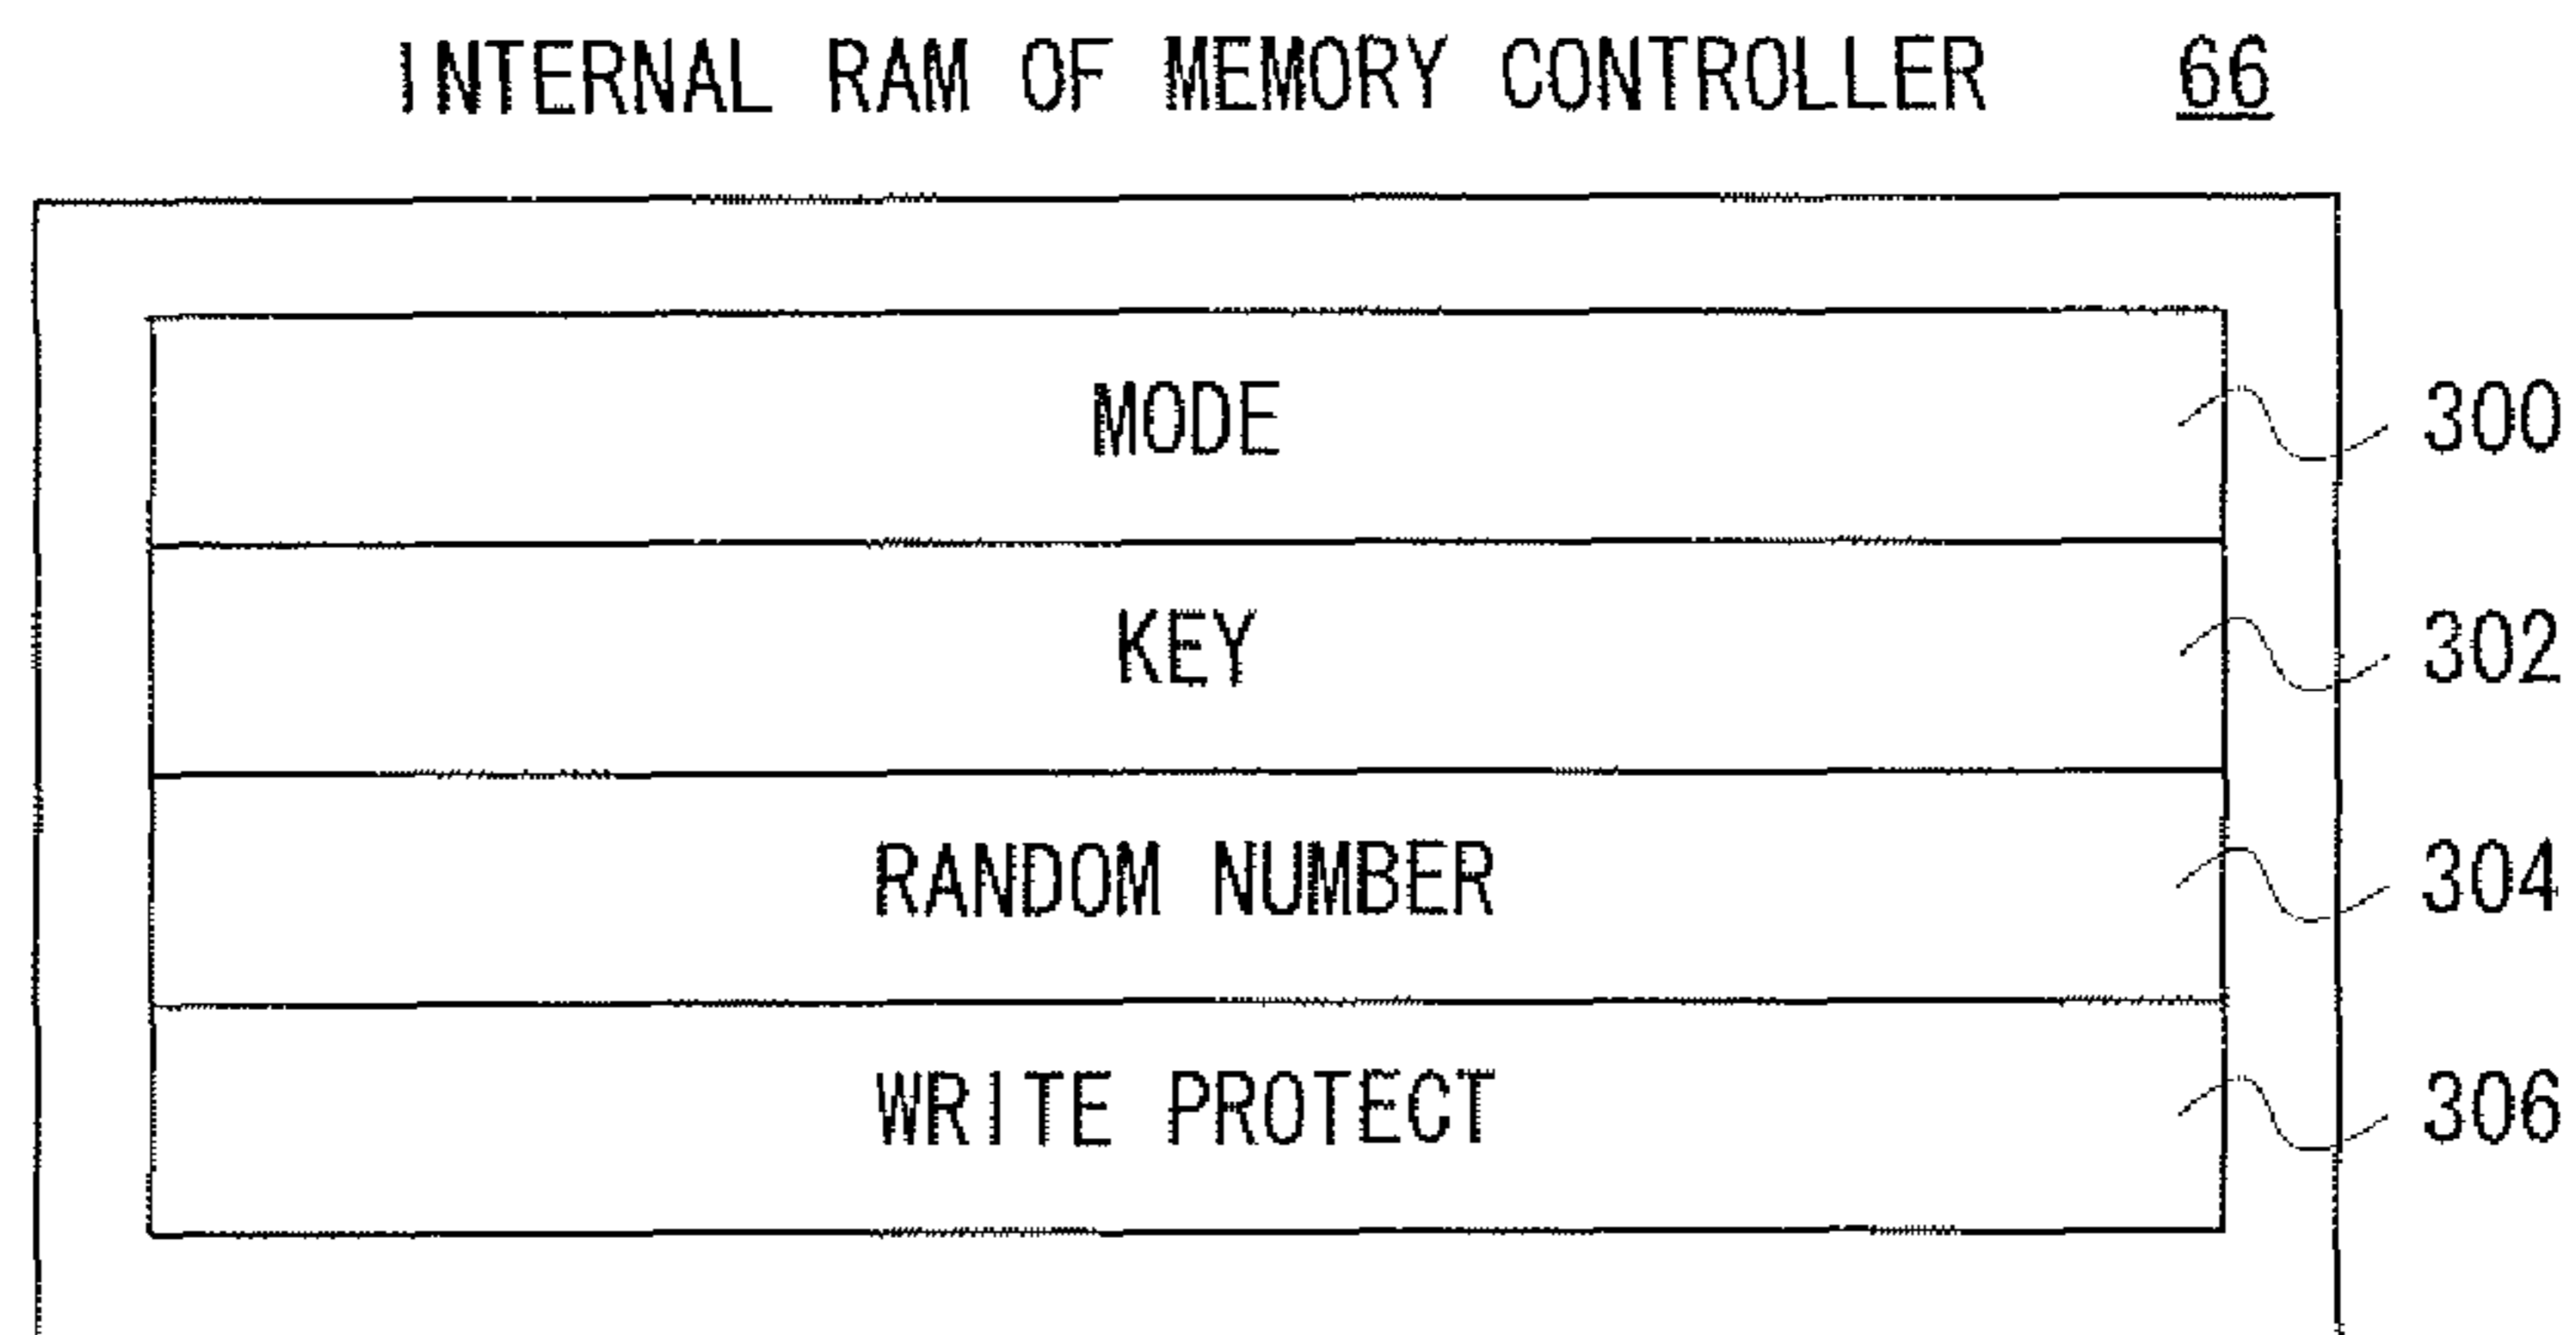 INTERNAL RAM OF MEMORY CONTROLLER 66
MODE 300
KEY 302
RANDOM NUMBER 304
WRITE PROTECT 306